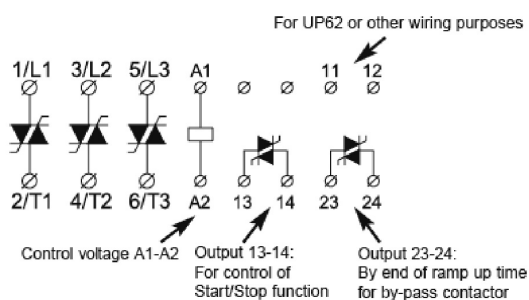 For UP62 or other wiring purposes
1/L1 3/L2 5/L3 A1 11 12
2/T1 4/T2 6/T3 A2 13 14 23 24
Control voltage A1-A2
Output 13-14:
For control of
Start/Stop function
Output 23-24:
By end of ramp up time
for by-pass contactor